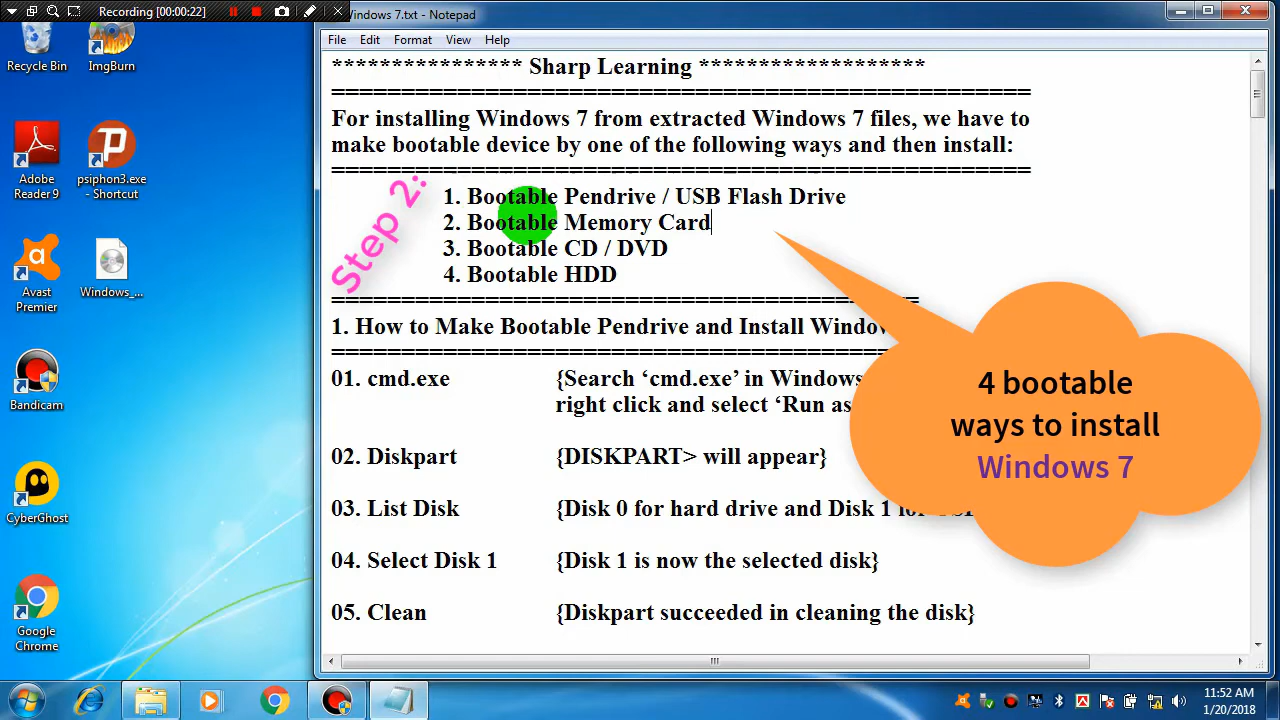 Recording [00:00:22]
Windows 7.txt - Notepad
File Edit Format View Help
Recycle Bin
ImgBurn
Adobe Reader 9
psiphon3.exe - Shortcut
Avast Premier
Windows_...
Bandicam
CyberGhost
Google Chrome
**************** Sharp Learning *******************
==========================================================
For installing Windows 7 from extracted Windows 7 files, we have to
make bootable device by one of the following ways and then install:
==========================================================
Step 2:
1. Bootable Pendrive / USB Flash Drive
2. Bootable Memory Card
3. Bootable CD / DVD
4. Bootable HDD
=================================================
1. How to Make Bootable Pendrive and Install Window
==============================================
01. cmd.exe {Search ‘cmd.exe’ in Windows
right click and select ‘Run as
02. Diskpart {DISKPART> will appear}
03. List Disk {Disk 0 for hard drive and Disk 1 for USB
04. Select Disk 1 {Disk 1 is now the selected disk}
05. Clean {Diskpart succeeded in cleaning the disk}
4 bootable
ways to install
Windows 7
11:52 AM
1/20/2018